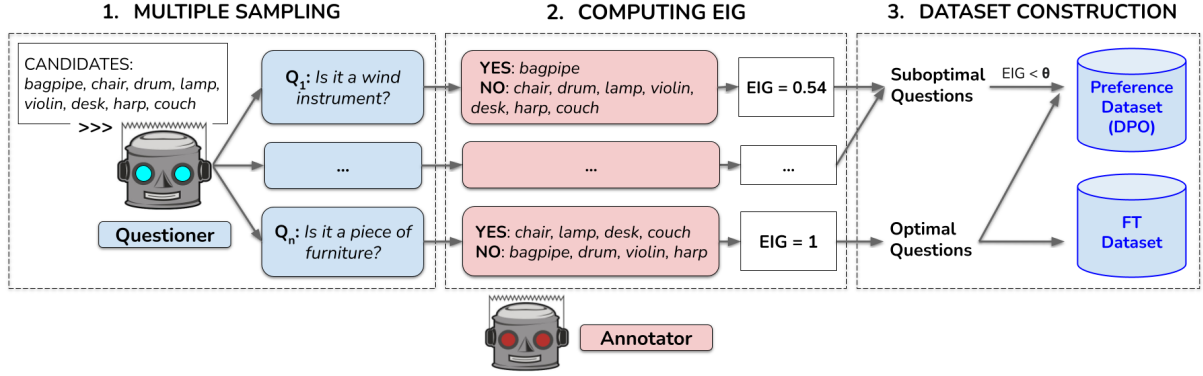 1. MULTIPLE SAMPLING
2. COMPUTING EIG
3. DATASET CONSTRUCTION
CANDIDATES:
bagpipe, chair, drum, lamp,
violin, desk, harp, couch
>>>
Questioner
Q1: Is it a wind
instrument?
...
Qn: Is it a piece of
furniture?
YES: bagpipe
NO: chair, drum, lamp, violin,
desk, harp, couch
...
YES: chair, lamp, desk, couch
NO: bagpipe, drum, violin, harp
EIG = 0.54
...
EIG = 1
Annotator
Suboptimal
Questions
EIG < θ
Optimal
Questions
Preference
Dataset
(DPO)
FT
Dataset